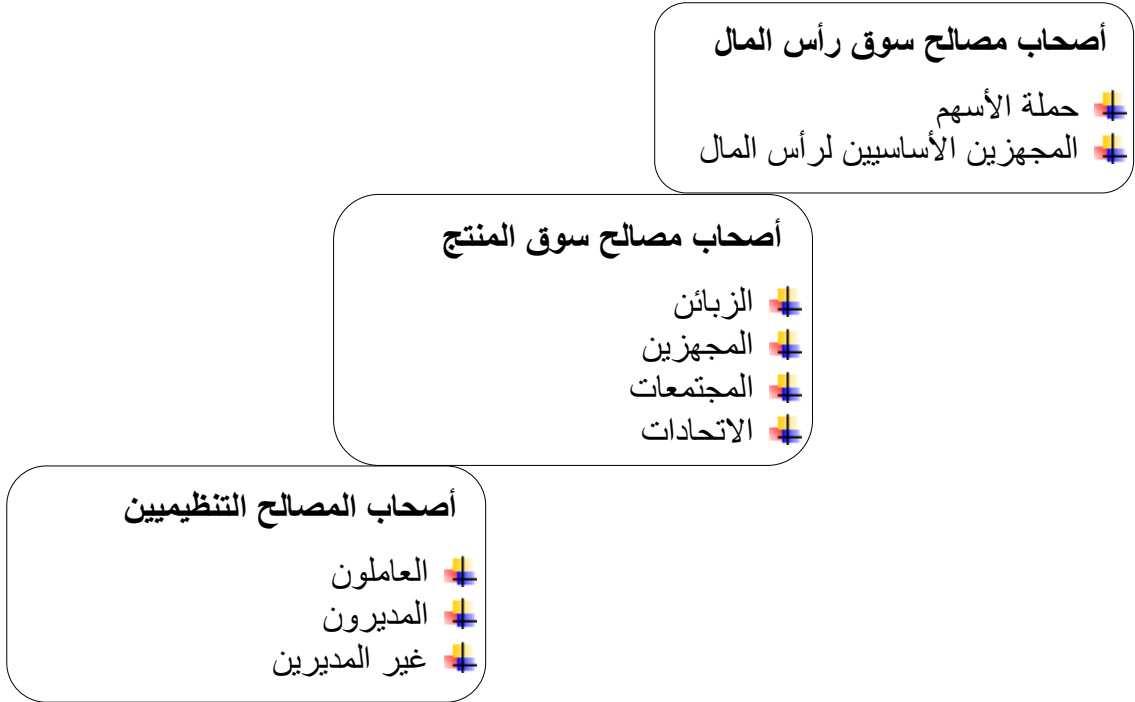 أصحاب مصالح سوق رأس المال
حملة الأسهم
المجهزين الأساسيين لرأس المال
أصحاب مصالح سوق المنتج
الزبائن
المجهزين
المجتمعات
الاتحادات
أصحاب المصالح التنظيميين
العاملون
المديرون
غير المديرين